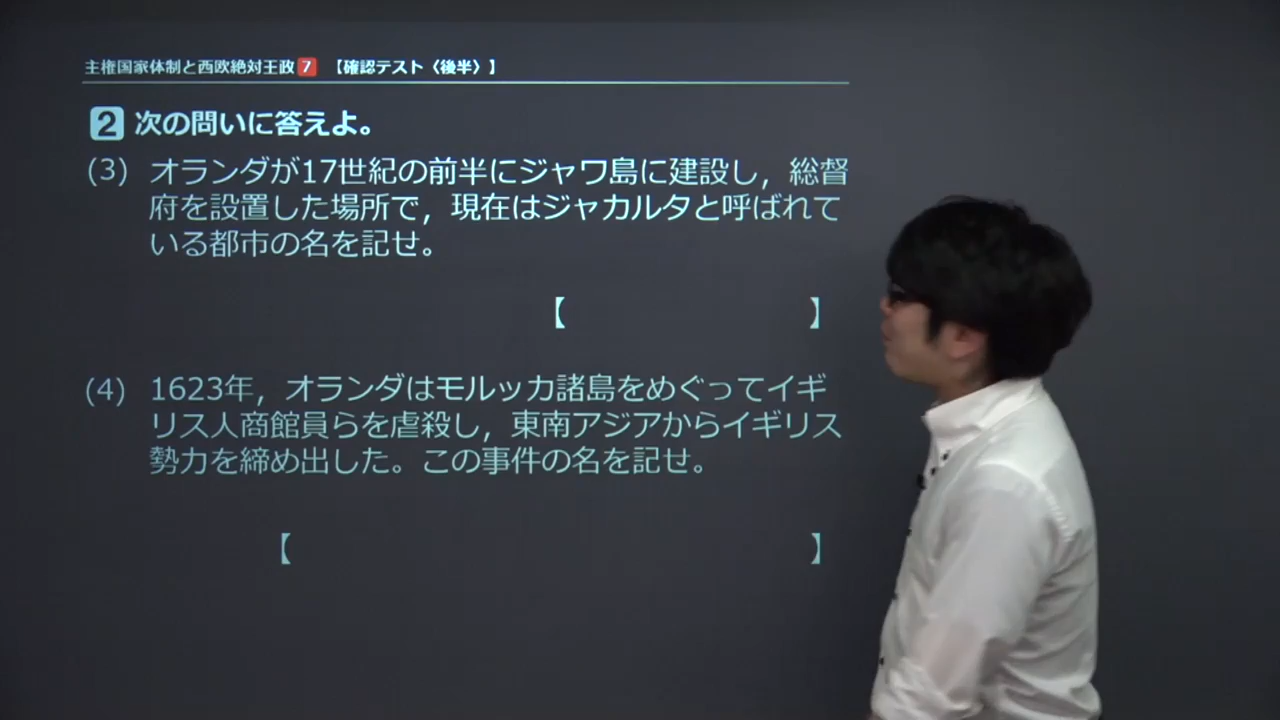 主権国家体制と西欧絶対王政 7 【確認テスト〈後半〉】
2 次の問いに答えよ。
(3) オランダが17世紀の前半にジャワ島に建設し，総督
府を設置した場所で，現在はジャカルタと呼ばれて
いる都市の名を記せ。
【 】
(4) 1623年，オランダはモルッカ諸島をめぐってイギ
リス人商館員らを虐殺し，東南アジアからイギリス
勢力を締め出した。この事件の名を記せ。
【 】